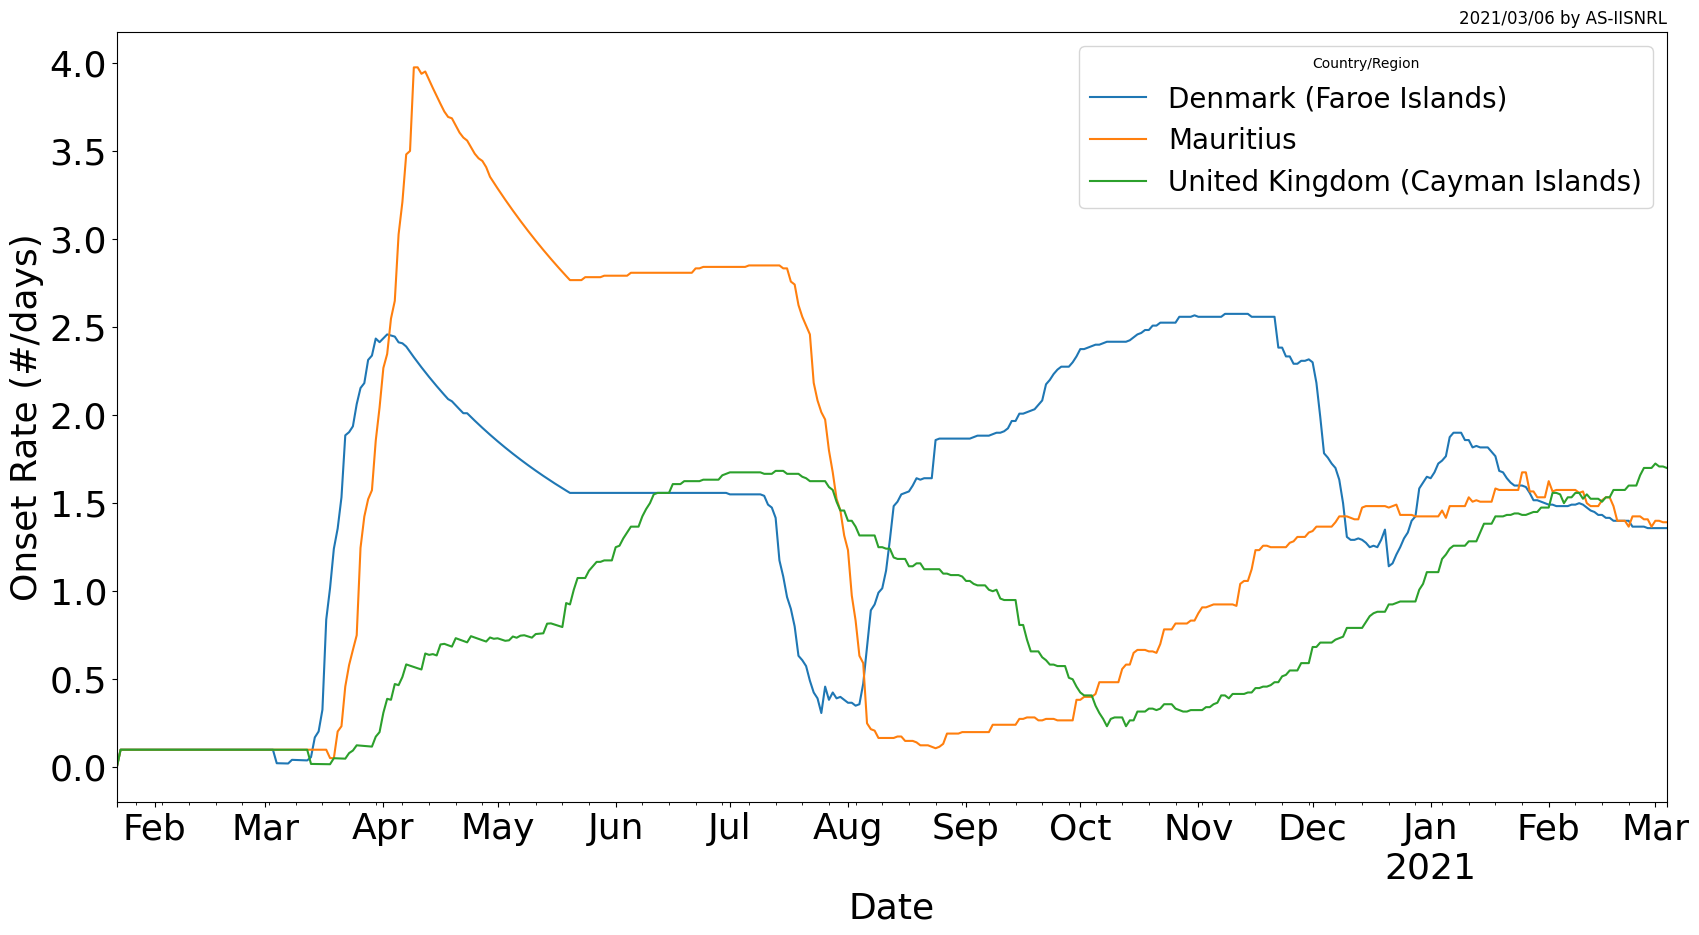 2021/03/06 by AS-IISNRL
Country/Region
Denmark (Faroe Islands)
Mauritius
United Kingdom (Cayman Islands)
Onset Rate (#/days)
4.0
3.5
3.0
2.5
2.0
1.5
1.0
0.5
0.0
Feb Mar Apr May Jun Jul Aug Sep Oct Nov Dec Jan Feb Mar
2021
Date